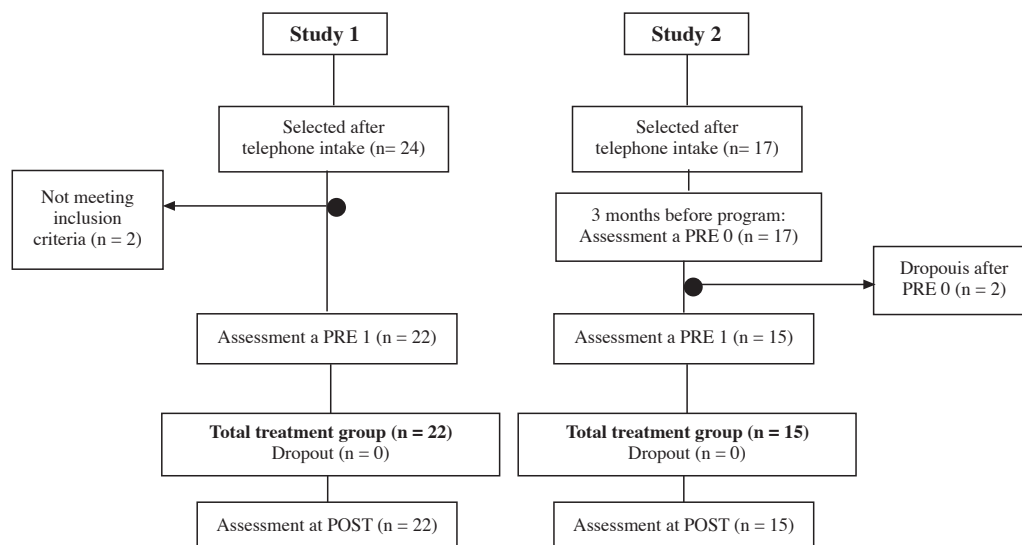 Study 1
Selected after
telephone intake (n= 24)
Not meeting
inclusion
criteria (n = 2)
Assessment a PRE 1 (n = 22)
Total treatment group (n = 22)
Dropout (n = 0)
Assessment at POST (n = 22)
Study 2
Selected after
telephone intake (n= 17)
3 months before program:
Assessment a PRE 0 (n = 17)
Dropouis after
PRE 0 (n = 2)
Assessment a PRE 1 (n = 15)
Total treatment group (n = 15)
Dropout (n = 0)
Assessment at POST (n = 15)